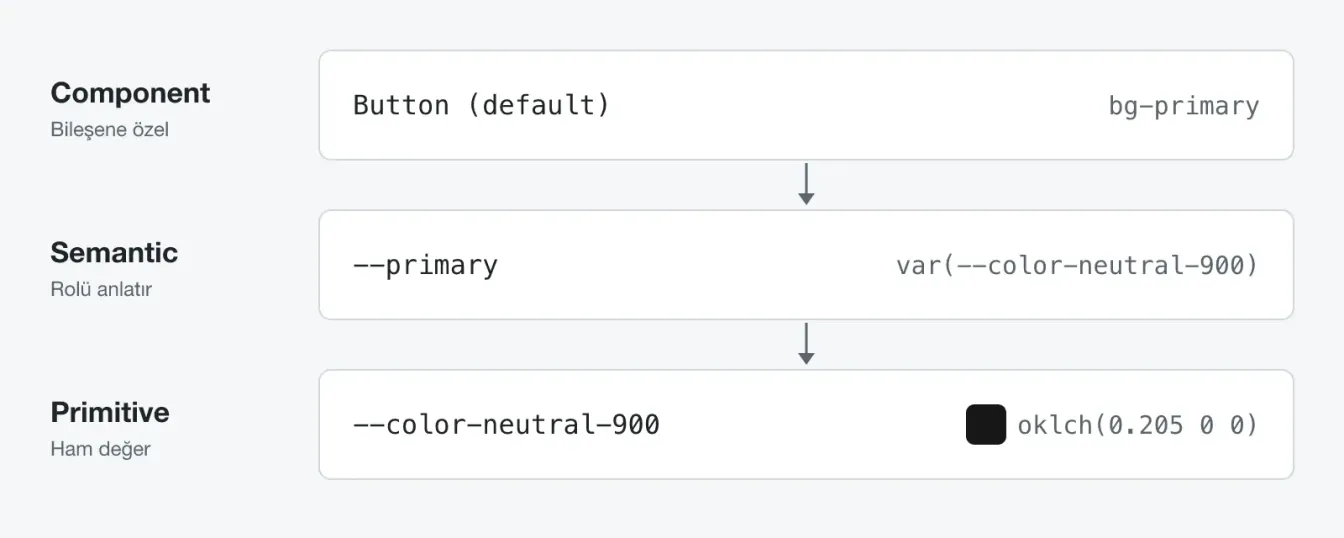 Component
Bileşene özel
Button (default)
bg-primary
Semantic
Rolü anlatır
--primary
var(--color-neutral-900)
Primitive
Ham değer
--color-neutral-900
oklch(0.205 0 0)